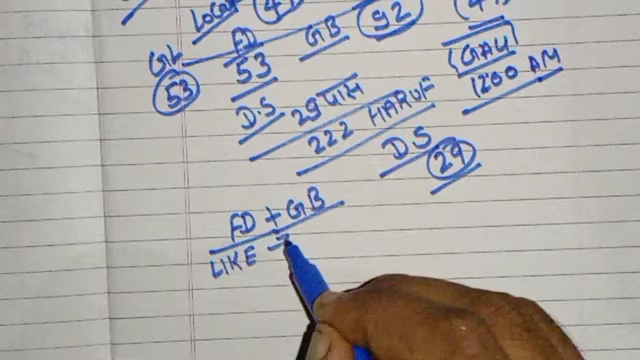 LOCAL
GL FD GB 92
53 53
(GALI)
1200 AM
D.S 29 पास
222 HARUF
D.S
29
FD + GB
LIKE =